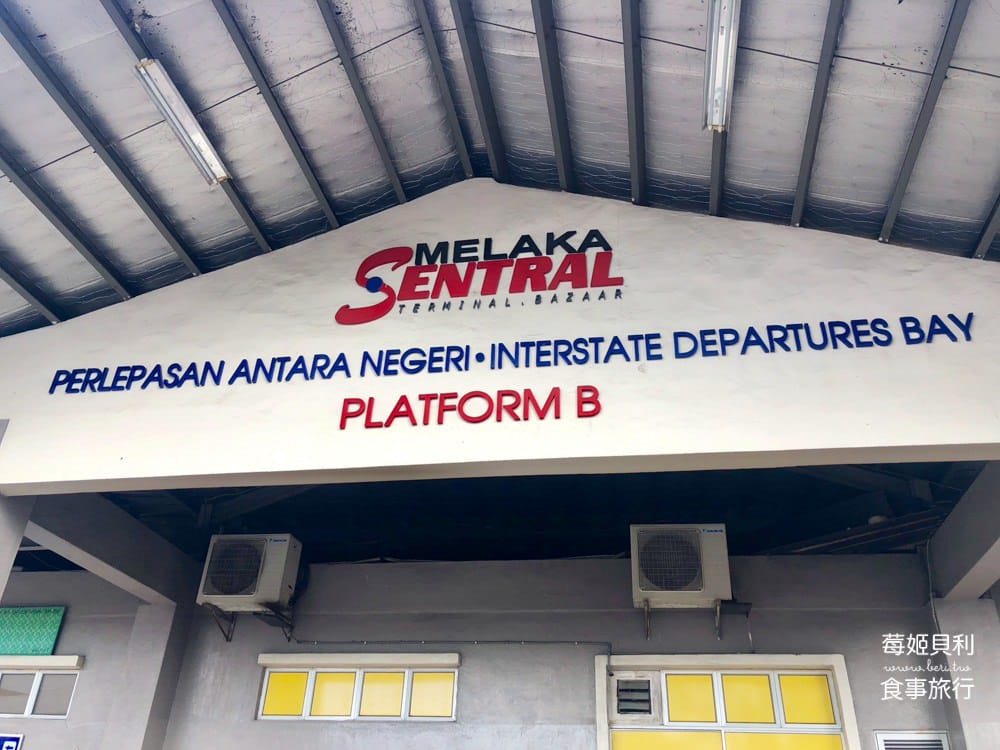 MELAKA
SENTRAL
TERMINAL.BAZAAR
PERLEPASAN ANTARA NEGERI•INTERSTATE DEPARTURES BAY
PLATFORM B
DAIKIN
莓姬貝利
www.beri.tw
食事旅行